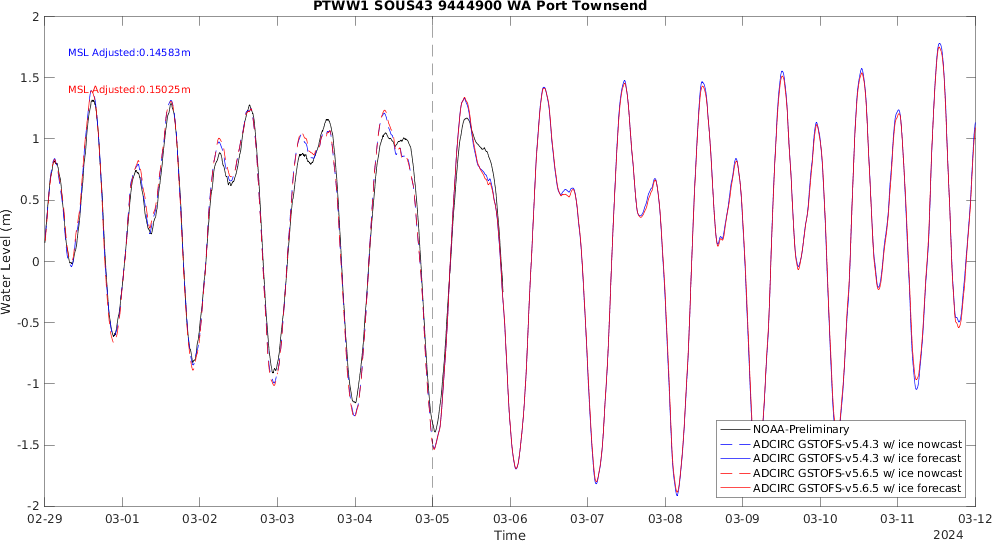 PTWW1 SOUS43 9444900 WA Port Townsend
MSL Adjusted:0.14583m
MSL Adjusted:0.15025m
Water Level (m)
2
1.5
1
0.5
0
-0.5
-1
-1.5
-2
NOAA-Preliminary
ADCIRC GSTOFS-v5.4.3 w/ ice nowcast
ADCIRC GSTOFS-v5.4.3 w/ ice forecast
ADCIRC GSTOFS-v5.6.5 w/ ice nowcast
ADCIRC GSTOFS-v5.6.5 w/ ice forecast
02-29 03-01 03-02 03-03 03-04 03-05 03-06 03-07 03-08 03-09 03-10 03-11 03-12
Time
2024